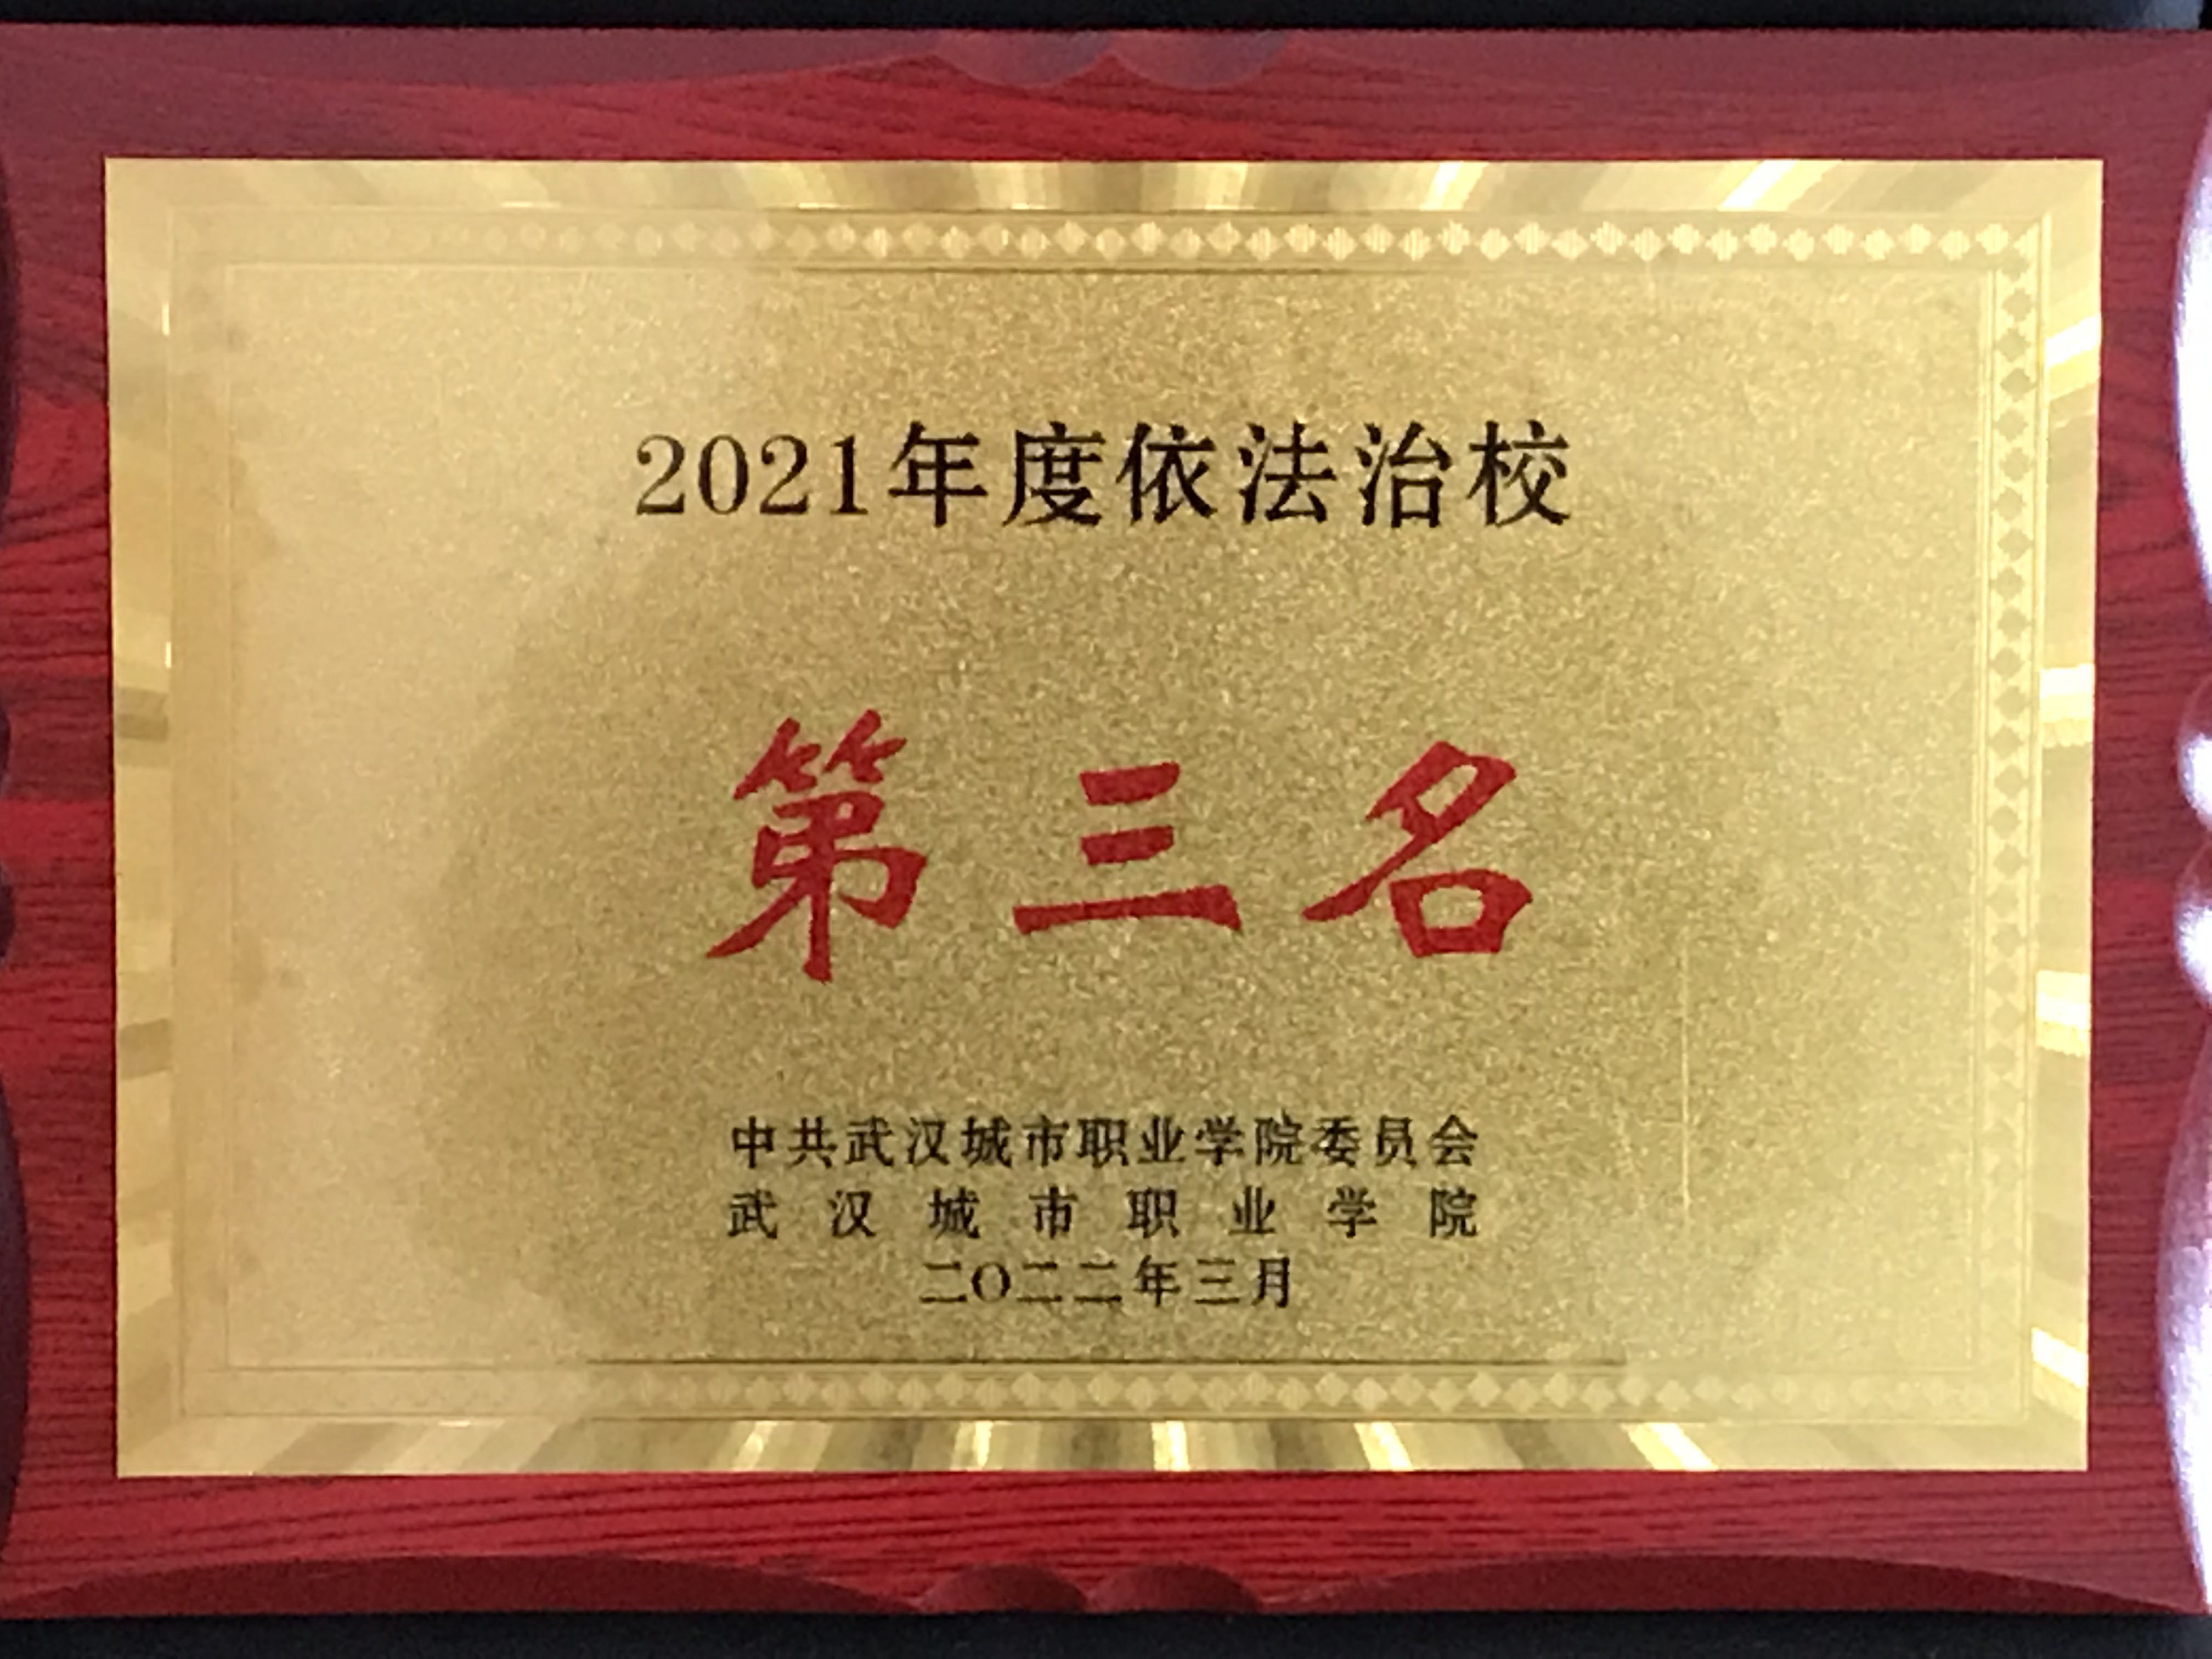 2021年度依法治校
第三名
中共武汉城市职业学院委员会
武汉城市职业学院
二〇二二年三月